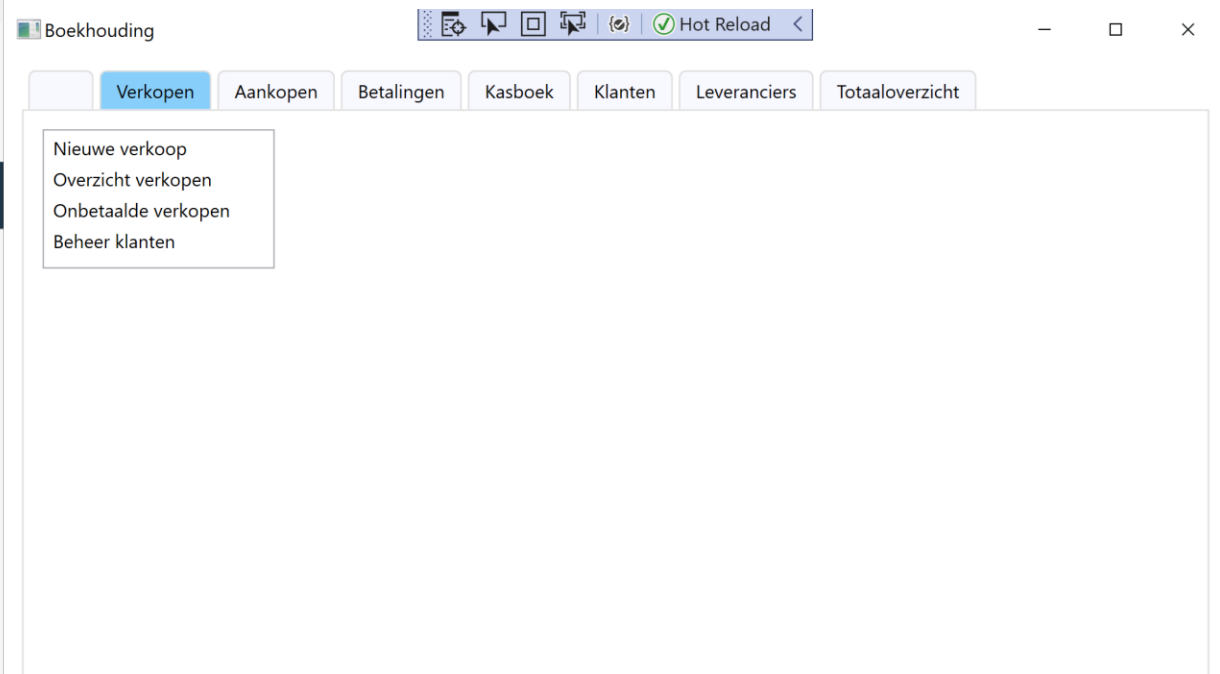 Boekhouding
Hot Reload
Verkopen Aankopen Betalingen Kasboek Klanten Leveranciers Totaaloverzicht
Nieuwe verkoop
Overzicht verkopen
Onbetaalde verkopen
Beheer klanten